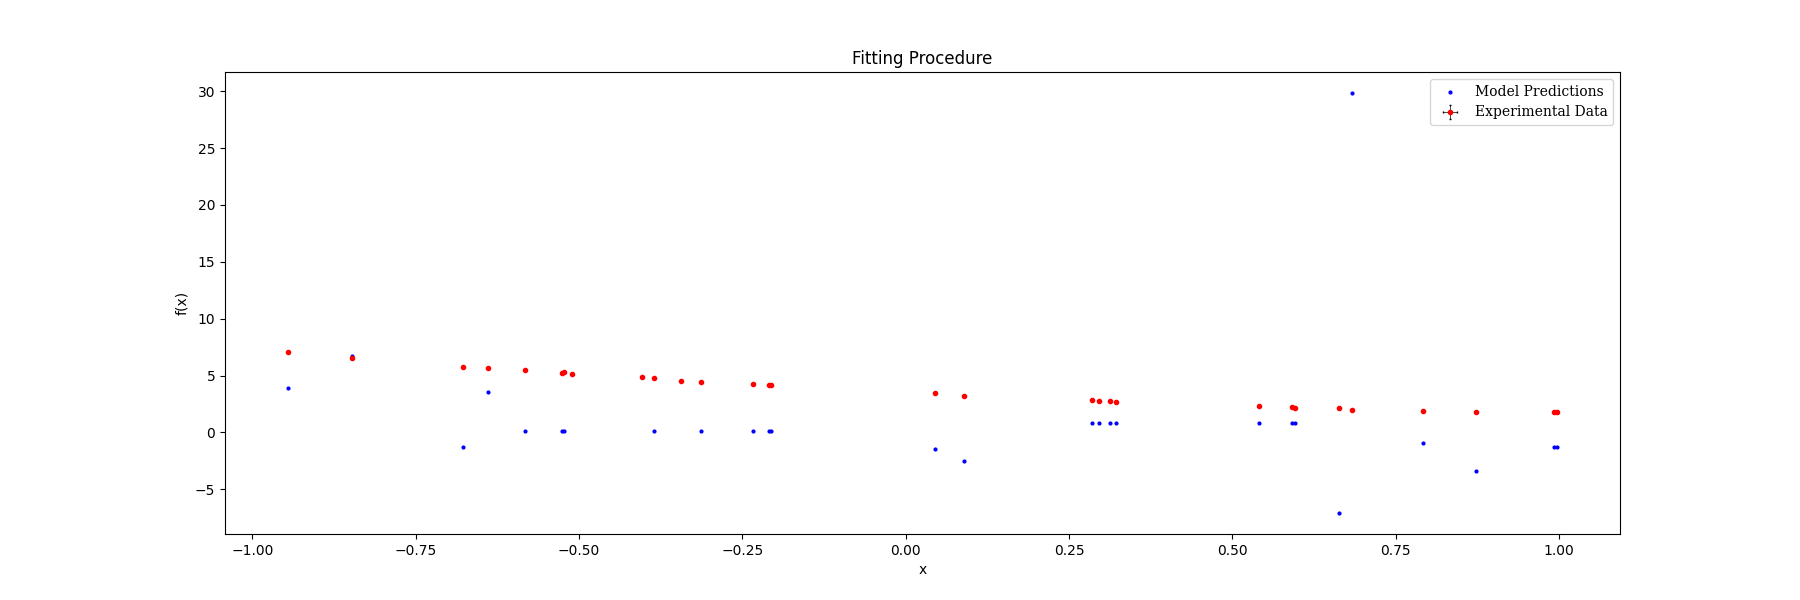 Fitting Procedure
Model Predictions
Experimental Data
30
25
20
15
10
5
0
−5
f(x)
−1.00 −0.75 −0.50 −0.25 0.00 0.25 0.50 0.75 1.00
x